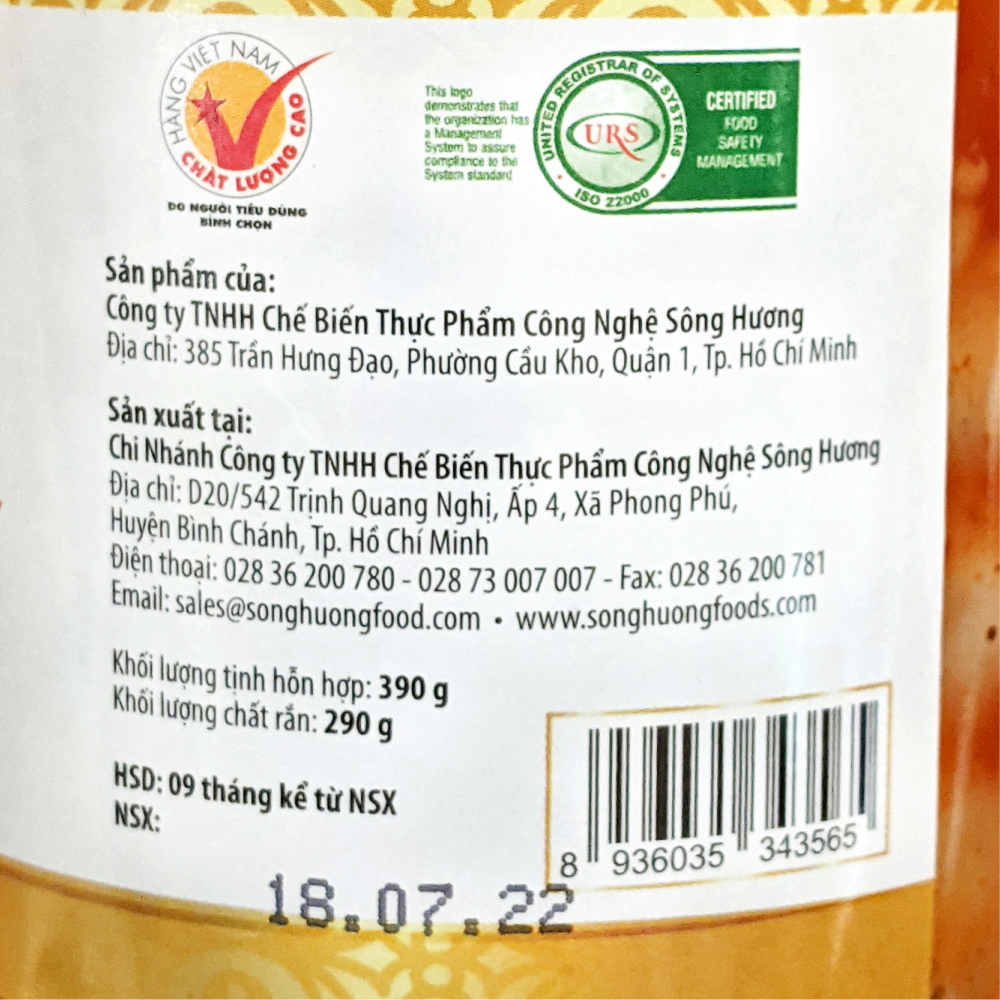 HÀNG VIỆT NAM
CHẤT LƯỢNG CAO
DO NGƯỜI TIÊU DÙNG
BÌNH CHỌN
This logo
demonstrates that
the organization has
a Management
System to assure
compliance to the
System standard
UNITED REGISTRAR OF SYSTEMS
URS
ISO 22000
CERTIFIED
FOOD
SAFETY
MANAGEMENT
Sản phẩm của:
Công ty TNHH Chế Biến Thực Phẩm Công Nghệ Sông Hương
Địa chỉ: 385 Trần Hưng Đạo, Phường Cầu Kho, Quận 1, Tp. Hồ Chí Minh
Sản xuất tại:
Chi Nhánh Công ty TNHH Chế Biến Thực Phẩm Công Nghệ Sông Hương
Địa chỉ: D20/542 Trịnh Quang Nghị, Ấp 4, Xã Phong Phú,
Huyện Bình Chánh, Tp. Hồ Chí Minh
Điện thoại: 028 36 200 780 - 028 73 007 007 - Fax: 028 36 200 781
Email: sales@songhuongfood.com • www.songhuongfoods.com
Khối lượng tịnh hỗn hợp: 390 g
Khối lượng chất rắn: 290 g
HSD: 09 tháng kể từ NSX
NSX:
8 936035 343565
18.07.22